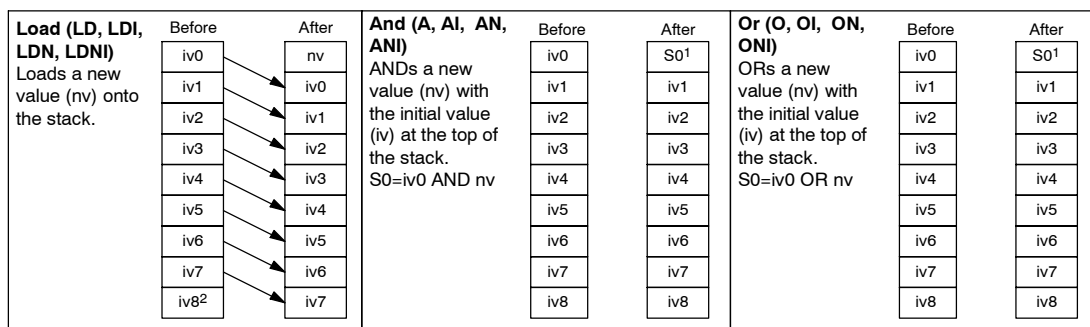 Load (LD, LDI,
LDN, LDNI)
Loads a new
value (nv) onto
the stack.
Before
After
iv0
nv
iv1
iv0
iv2
iv1
iv3
iv2
iv4
iv3
iv5
iv4
iv6
iv5
iv7
iv6
iv8²
iv7
And (A, AI, AN,
ANI)
ANDs a new
value (nv) with
the initial value
(iv) at the top of
the stack.
S0=iv0 AND nv
Before
After
iv0
S0¹
iv1
iv1
iv2
iv2
iv3
iv3
iv4
iv4
iv5
iv5
iv6
iv6
iv7
iv7
iv8
iv8
Or (O, OI, ON,
ONI)
ORs a new
value (nv) with
the initial value
(iv) at the top of
the stack.
S0=iv0 OR nv
Before
After
iv0
S0¹
iv1
iv1
iv2
iv2
iv3
iv3
iv4
iv4
iv5
iv5
iv6
iv6
iv7
iv7
iv8
iv8